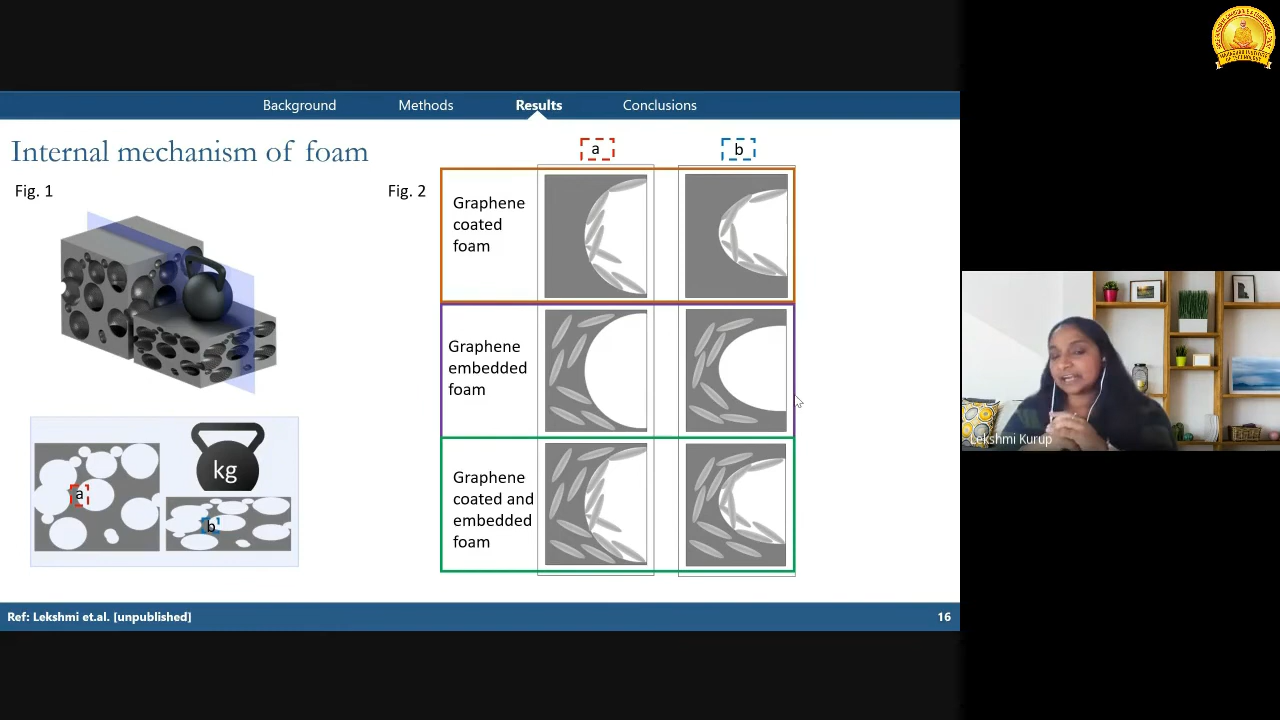 Background
Methods
Results
Conclusions
Internal mechanism of foam
Fig. 1
Fig. 2
a
b
Graphene
coated
foam
Graphene
embedded
foam
Graphene
coated and
embedded
foam
kg
a
b
Ref: Lekshmi et.al. [unpublished]
16
Lekshmi Kurup